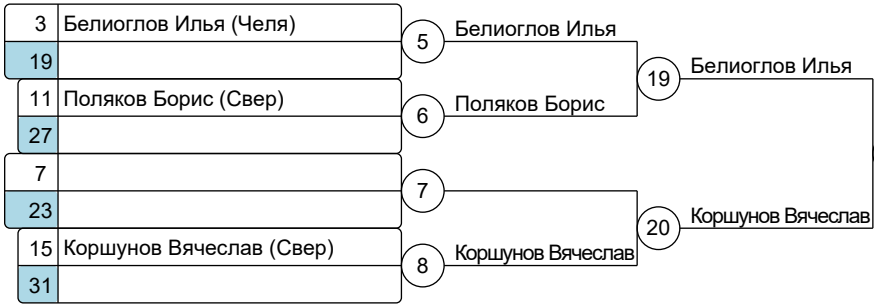 3 Белиоглов Илья (Челя)
19
5 Белиоглов Илья
19 Белиоглов Илья
11 Поляков Борис (Свер)
27
6 Поляков Борис
7
23
7
20 Коршунов Вячеслав
15 Коршунов Вячеслав (Свер)
31
8 Коршунов Вячеслав